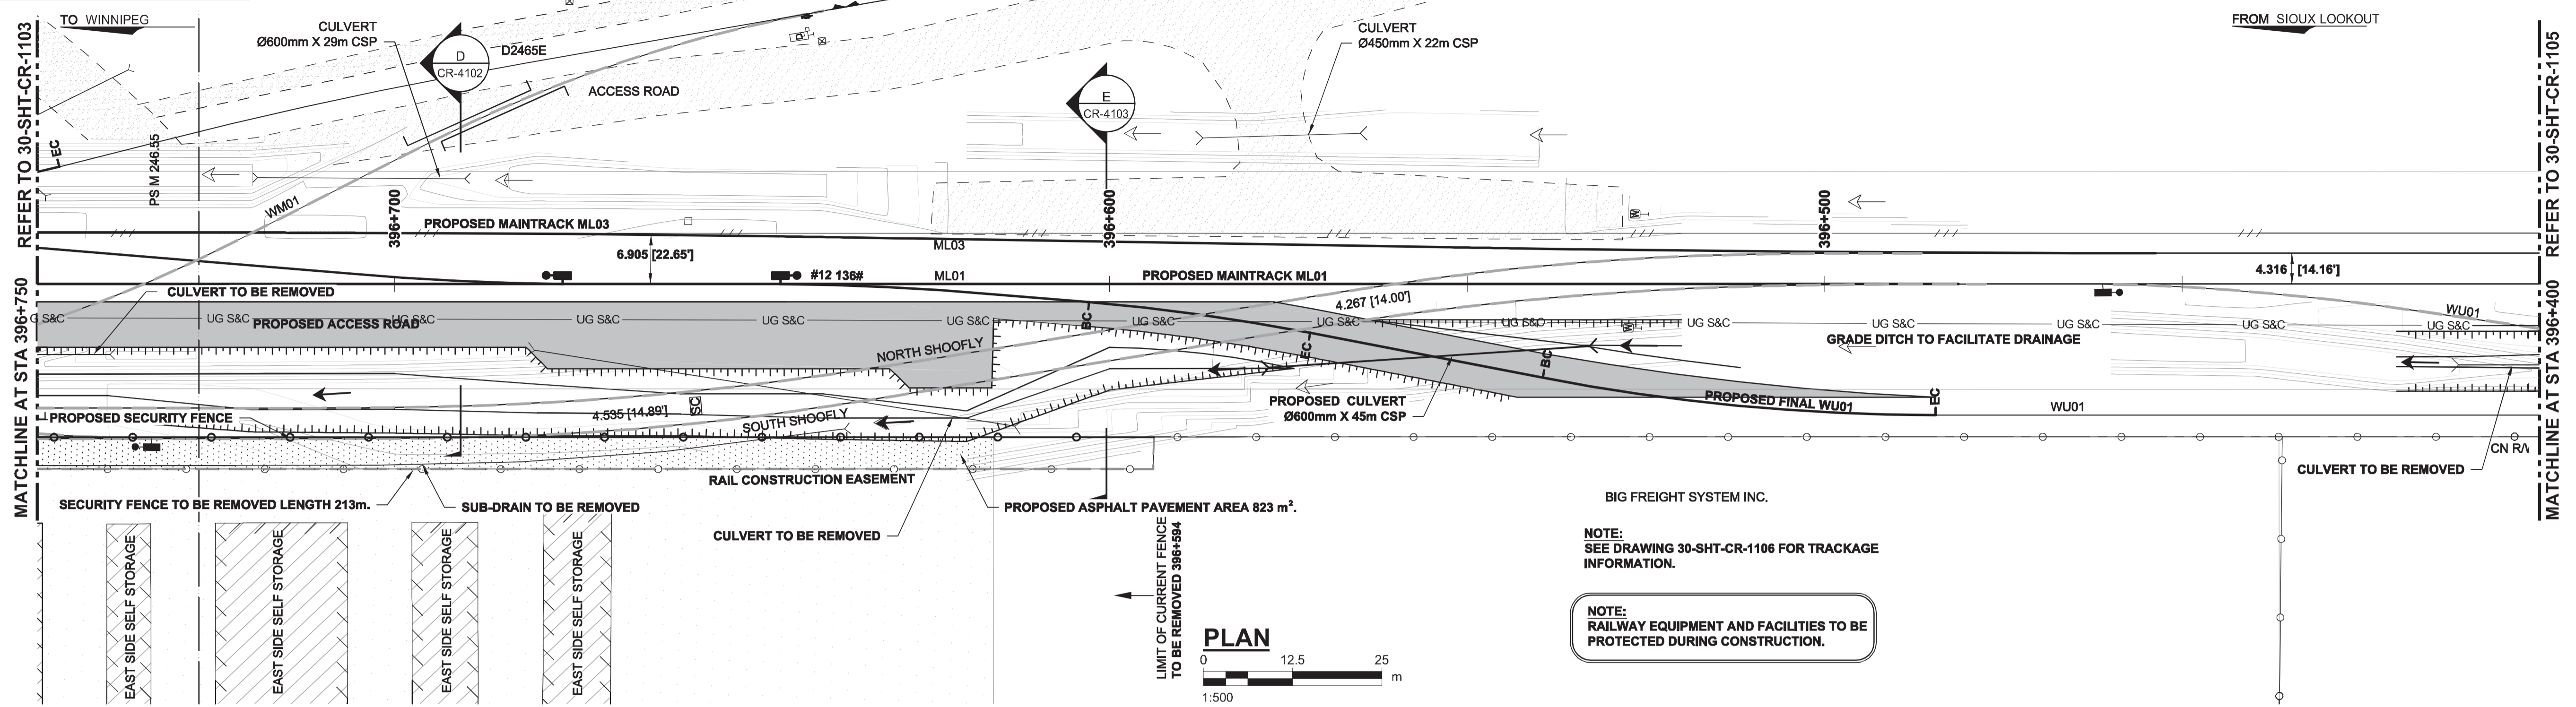 TO WINNIPEG
FROM SIOUX LOOKOUT
REFER TO 30-SHT-CR-1103
MATCHLINE AT STA 396+750
CULVERT
Ø600mm X 29m CSP
D
CR-4102
D2465E
ACCESS ROAD
CULVERT
Ø450mm X 22m CSP
E
CR-4103
EC
PS M 246.55
WM01
396+700
PROPOSED MAINTRACK ML03
396+600
396+500
ML03
6.905 [22.65']
#12 136#
ML01
PROPOSED MAINTRACK ML01
4.316 [14.16']
CULVERT TO BE REMOVED
4.267 [14.00']
WU01
G S&C
UG S&C
PROPOSED ACCESS ROAD
UG S&C
UG S&C
UG S&C
UG S&C
BC
UG S&C
UG S&C
UG S&C
UG S&C
UG S&C
UG S&C
UG S&C
UG S&C
GRADE DITCH TO FACILITATE DRAINAGE
NORTH SHOOFLY
EC
BC
PROPOSED CULVERT
Ø600mm X 45m CSP
PROPOSED FINAL WU01
EC
WU01
PROPOSED SECURITY FENCE
4.535 [14.89']
SC
SOUTH SHOOFLY
CN R/
CULVERT TO BE REMOVED
RAIL CONSTRUCTION EASEMENT
SECURITY FENCE TO BE REMOVED LENGTH 213m.
SUB-DRAIN TO BE REMOVED
PROPOSED ASPHALT PAVEMENT AREA 823 m².
CULVERT TO BE REMOVED
EAST SIDE SELF STORAGE
EAST SIDE SELF STORAGE
EAST SIDE SELF STORAGE
EAST SIDE SELF STORAGE
LIMIT OF CURRENT FENCE
TO BE REMOVED 396+594
BIG FREIGHT SYSTEM INC.
NOTE:
SEE DRAWING 30-SHT-CR-1106 FOR TRACKAGE
INFORMATION.
NOTE:
RAILWAY EQUIPMENT AND FACILITIES TO BE
PROTECTED DURING CONSTRUCTION.
PLAN
0 12.5 25
m
1:500
REFER TO 30-SHT-CR-1105
MATCHLINE AT STA 396+400